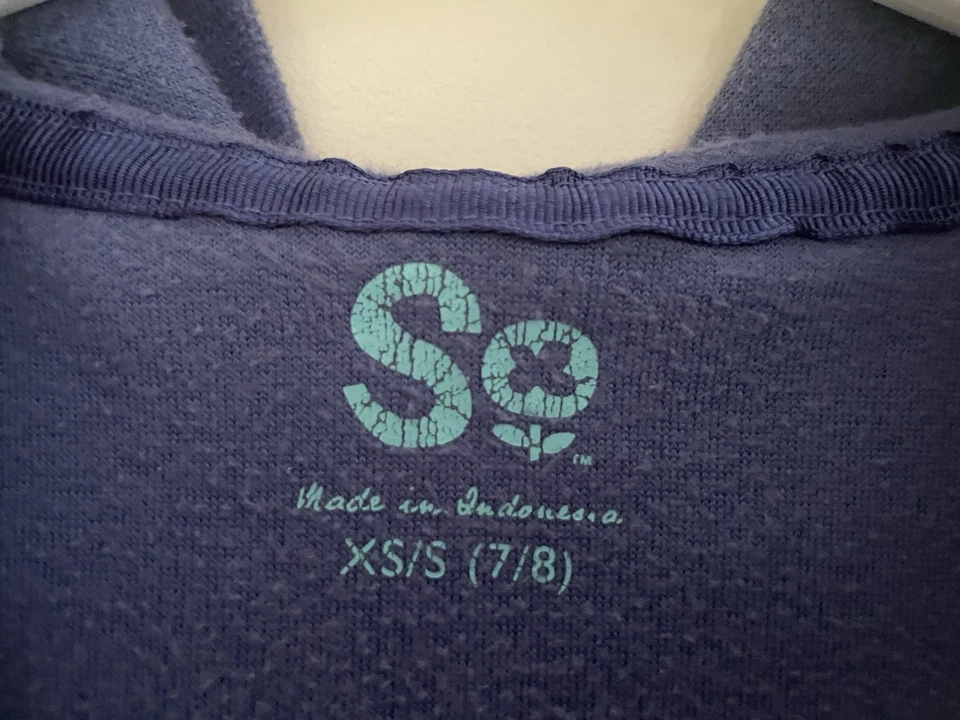 So
TM
Made in Indonesia
XS/S (7/8)